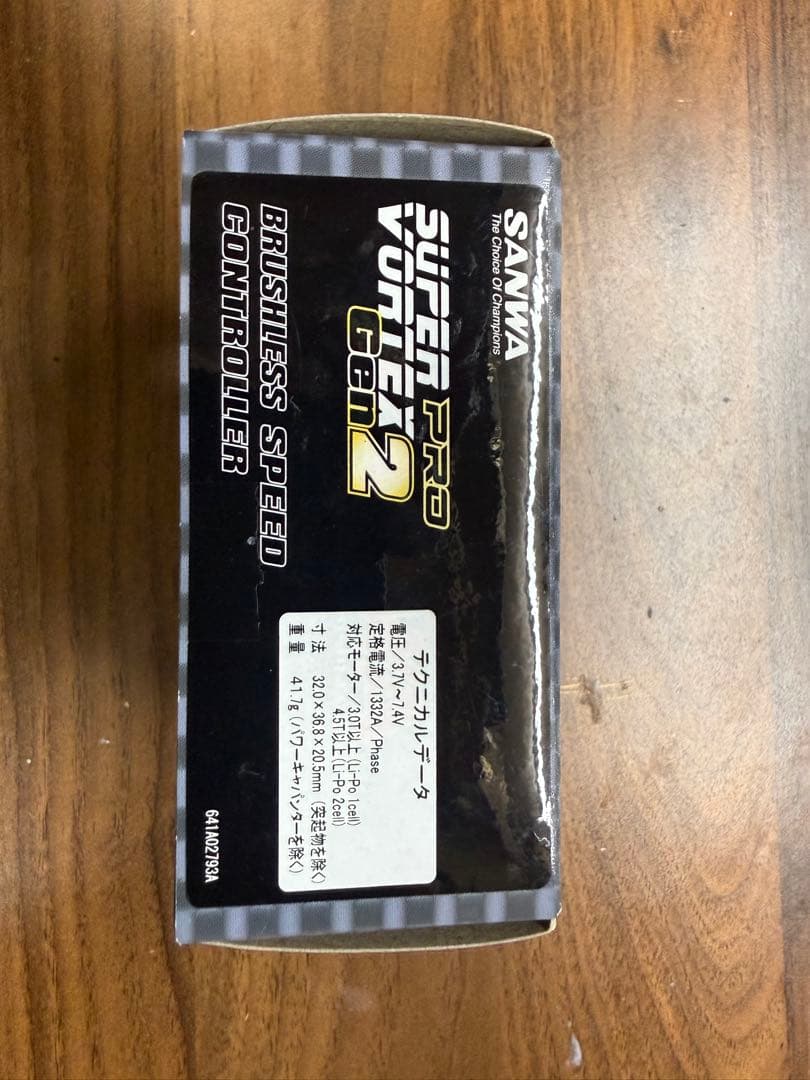 SANWA
The Choice Of Champions
SUPER
VORTEX
PRO
Gen2
BRUSHLESS SPEED
CONTROLLER
テクニカルデータ
電圧/3.7V~7.4V
定格電流/1332A/Phase
対応モーター/3.0T以上(Li-Po 1cell)
4.5T以上(Li-Po 2cell)
寸法 32.0×36.8×20.5mm (突起物を除く)
重量 41.7g (パワーキャパシターを除く)
641A02793A